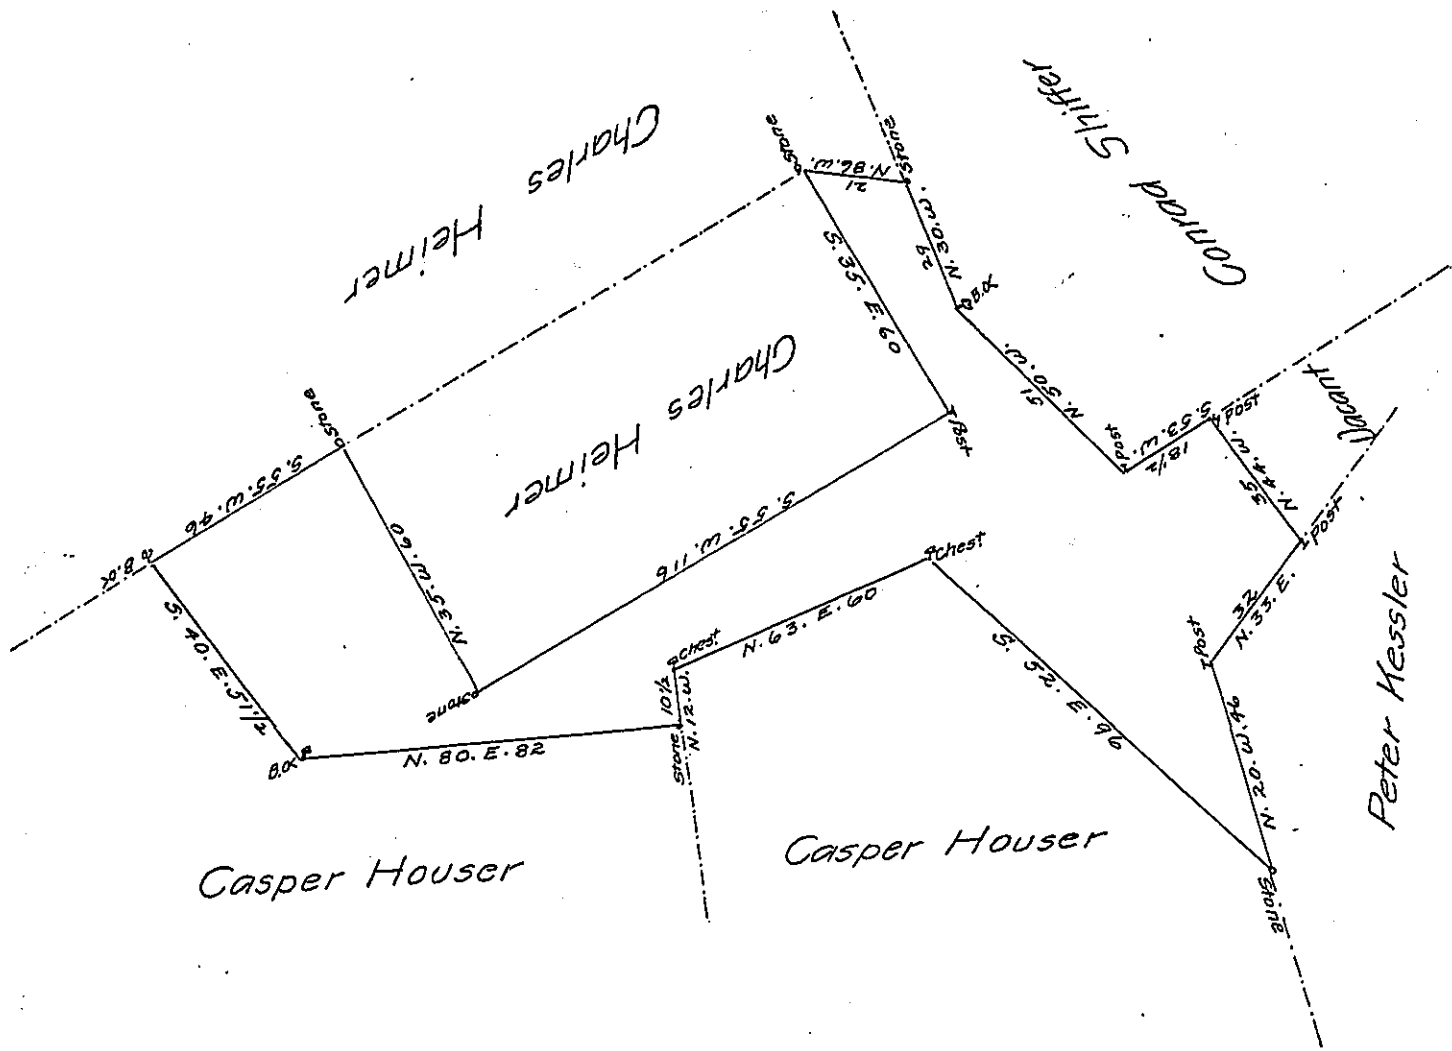 Conrad Shiffer
Charles
Heimer
Stone
Stone
N. 86. W.
21
N. 30. W.
29
B.O.
S. 35. E. 60
Charles
Heimer
N. 50. W.
51
Post
S. 53. W.
18 1/2
Post
Vacant
N. 44. W.
35
Post
Post
Stone
S. 55. W. 46
B.O.
N. 35. W. 60
S. 55. W. 116
S. 40. E. 51 1/2
Stone
B.O.
N. 80. E. 82
Chest
10 1/2
N. 12. W.
Stone
N. 63. E. 60
Chest
S. 52. E. 96
32
N. 33. E.
Post
N. 20. W. 46
Stone
Peter Kessler
Casper Houser
Casper Houser